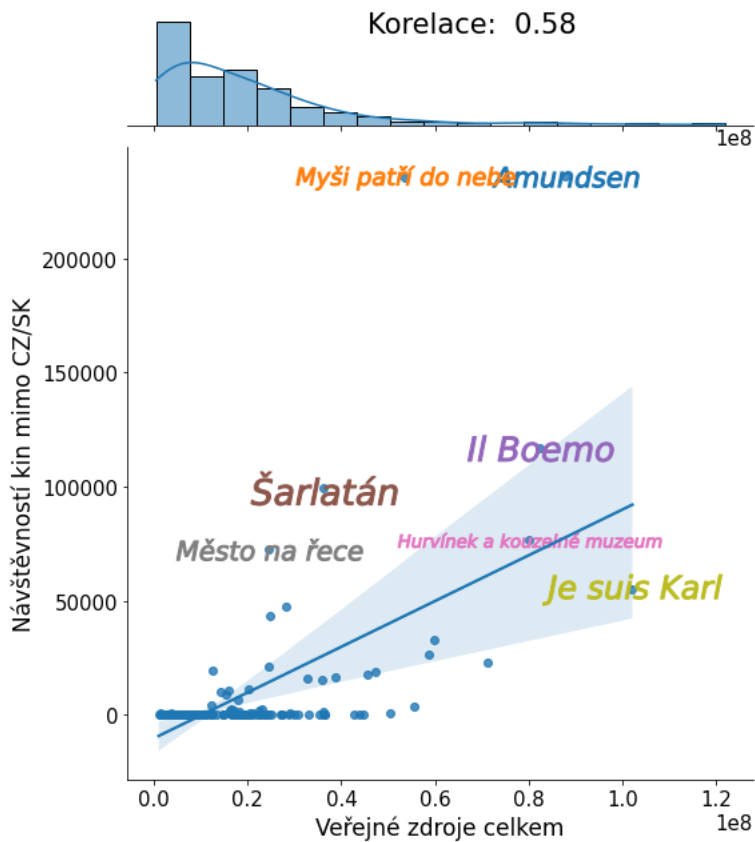 Korelace:  0.58
1e8
Myši patří do nebe
Amundsen
200000
150000
Il Boemo
Šarlatán
100000
Hurvínek a kouzelné muzeum
Město na řece
Je suis Karl
50000
0
Návštěvností kin mimo CZ/SK
0.0 0.2 0.4 0.6 0.8 1.0 1.2
1e8
Veřejné zdroje celkem